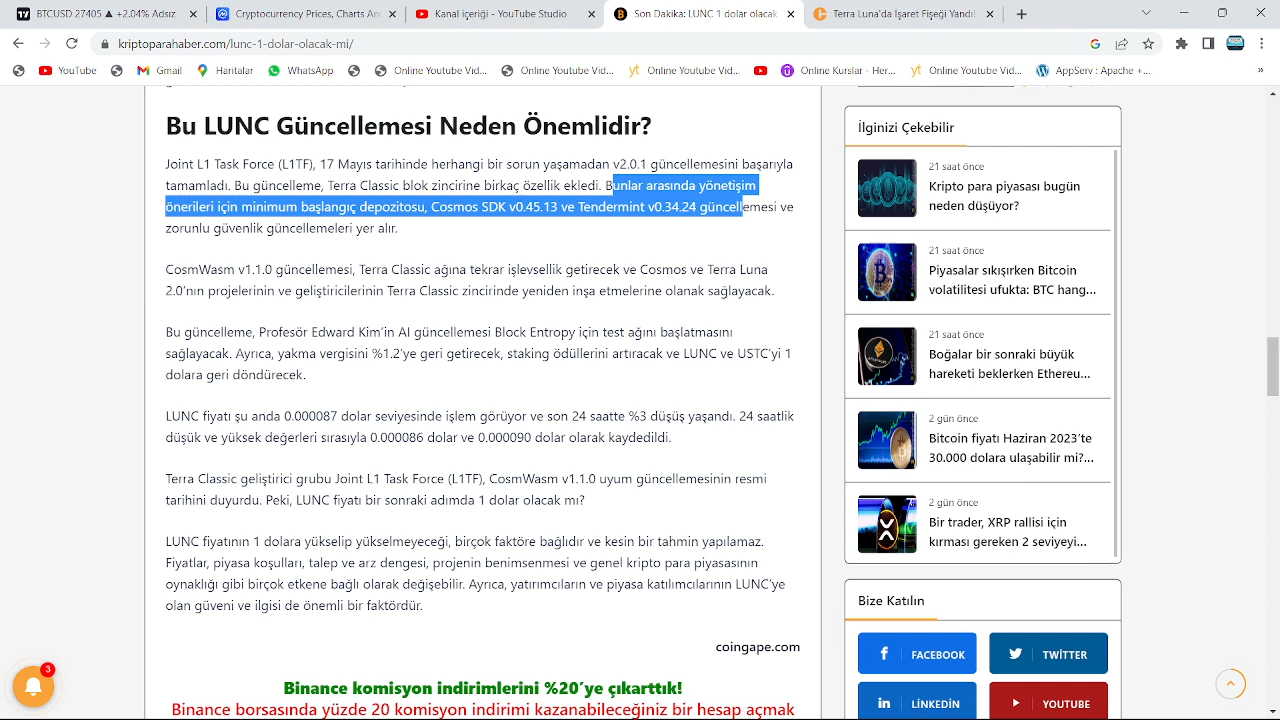 BTCUSD 27405 ▲ +2.04% Adsız
Cryptocurrency Prices, Charts An
Kanal içeriği - YouTube Studio
Son Dakika: LUNC 1 dolar olacak
Terra Luna'da İşaret Fişeği Yandı
kriptoparahaber.com/lunc-1-dolar-olacak-mi/
YouTube
Gmail
Haritalar
WhatsApp
Online Youtube Vid...
Online Youtube Vid...
Online Youtube Vid...
Online Kurslar - Her...
Online Youtube Vid...
AppServ : Apache +...
Bu LUNC Güncellemesi Neden Önemlidir?
Joint L1 Task Force (L1TF), 17 Mayıs tarihinde herhangi bir sorun yaşamadan v2.0.1 güncellemesini başarıyla
tamamladı. Bu güncelleme, Terra Classic blok zincirine birkaç özellik ekledi. Bunlar arasında yönetişim
önerileri için minimum başlangıç depozitosu, Cosmos SDK v0.45.13 ve Tendermint v0.34.24 güncellemesi ve
zorunlu güvenlik güncellemeleri yer alır.
CosmWasm v1.1.0 güncellemesi, Terra Classic ağına tekrar işlevsellik getirecek ve Cosmos ve Terra Luna
2.0'nın projelerinin ve geliştiricilerinin Terra Classic zincirinde yeniden inşa etmelerine olanak sağlayacak.
Bu güncelleme, Profesör Edward Kim'in AI güncellemesi Block Entropy için test ağını başlatmasını
sağlayacak. Ayrıca, yakma vergisini %1.2'ye geri getirecek, staking ödüllerini artıracak ve LUNC ve USTC'yi 1
dolara geri döndürecek.
LUNC fiyatı şu anda 0.000087 dolar seviyesinde işlem görüyor ve son 24 saatte %3 düşüş yaşandı. 24 saatlik
düşük ve yüksek değerleri sırasıyla 0.000086 dolar ve 0.000090 dolar olarak kaydedildi.
Terra Classic geliştirici grubu Joint L1 Task Force (L1TF), CosmWasm v1.1.0 uyum güncellemesinin resmi
tarihini duyurdu. Peki, LUNC fiyatı bir sonraki adımda 1 dolar olacak mı?
LUNC fiyatının 1 dolara yükselip yükselmeyeceği, birçok faktöre bağlıdır ve kesin bir tahmin yapılamaz.
Fiyatlar, piyasa koşulları, talep ve arz dengesi, projenin benimsenmesi ve genel kripto para piyasasının
oynaklığı gibi birçok etkene bağlı olarak değişebilir. Ayrıca, yatırımcıların ve piyasa katılımcılarının LUNC'ye
olan güveni ve ilgisi de önemli bir faktördür.
coingape.com
Binance komisyon indirimlerini %20'ye çıkarttık!
Binance borsasında yüzde 20 komisyon indirimi kazanabileceğiniz bir hesap açmak
3
İlginizi Çekebilir
21 saat önce
Kripto para piyasası bugün
neden düşüyor?
21 saat önce
Piyasalar sıkışırken Bitcoin
volatilitesi ufukta: BTC hang...
21 saat önce
Boğalar bir sonraki büyük
hareketi beklerken Ethereu...
2 gün önce
Bitcoin fiyatı Haziran 2023'te
30.000 dolara ulaşabilir mi?...
2 gün önce
Bir trader, XRP rallisi için
kırması gereken 2 seviyeyi...
Bize Katılın
FACEBOOK
TWİTTER
LİNKEDİN
YOUTUBE